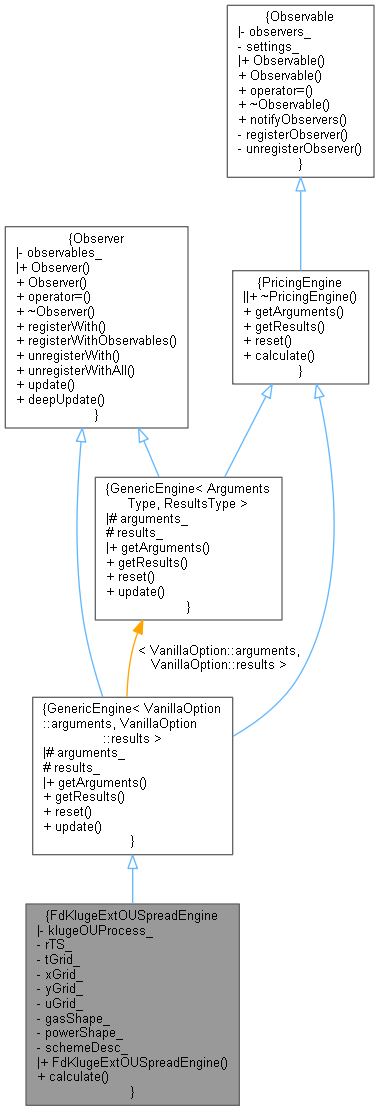 {Observable
|- observers_
- settings_
|+ Observable()
+ Observable()
+ operator=()
+ ~Observable()
+ notifyObservers()
- registerObserver()
- unregisterObserver()
}
{Observer
|- observables_
|+ Observer()
+ Observer()
+ operator=()
+ ~Observer()
+ registerWith()
+ registerWithObservables()
+ unregisterWith()
+ unregisterWithAll()
+ update()
+ deepUpdate()
}
{PricingEngine
||+ ~PricingEngine()
+ getArguments()
+ getResults()
+ reset()
+ calculate()
}
{GenericEngine< Arguments
Type, ResultsType >
|# arguments_
# results_
|+ getArguments()
+ getResults()
+ reset()
+ update()
}
< VanillaOption::arguments,
VanillaOption::results >
{GenericEngine< VanillaOption
::arguments, VanillaOption
::results >
|# arguments_
# results_
|+ getArguments()
+ getResults()
+ reset()
+ update()
}
{FdKlugeExtOUSpreadEngine
|- klugeOUProcess_
- rTS_
- tGrid_
- xGrid_
- yGrid_
- uGrid_
- gasShape_
- powerShape_
- schemeDesc_
|+ FdKlugeExtOUSpreadEngine()
+ calculate()
}